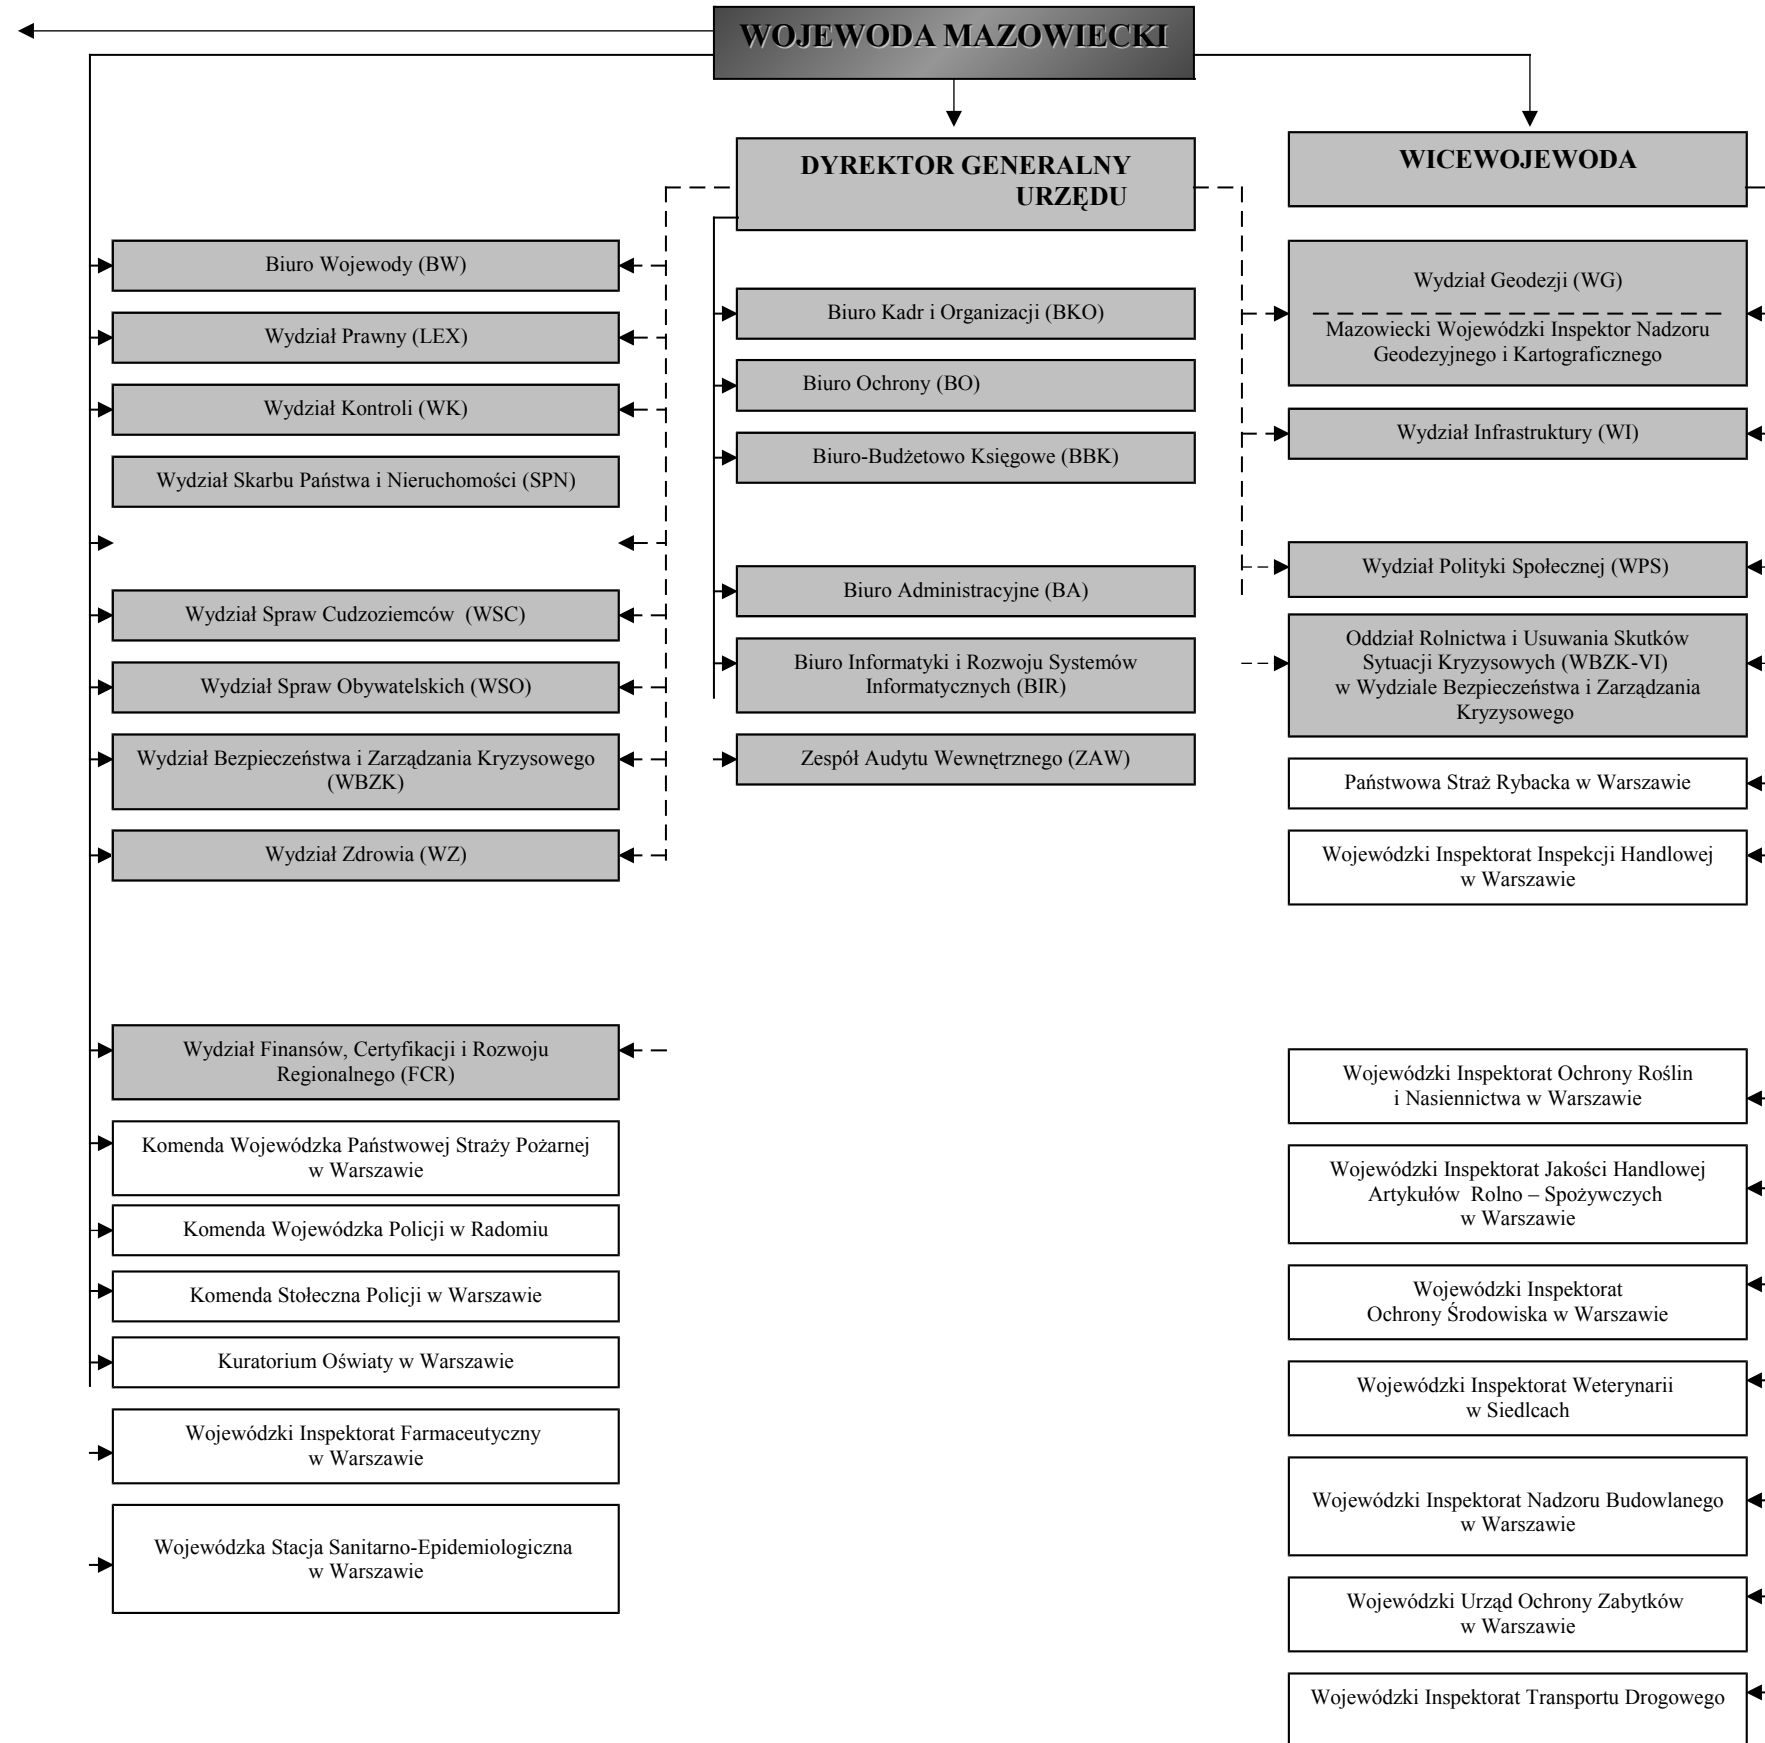 WOJEWODA MAZOWIECKI
DYREKTOR GENERALNY
URZĘDU
WICEWOJEWODA
Biuro Wojewody (BW)
Wydział Prawny (LEX)
Wydział Kontroli (WK)
Wydział Skarbu Państwa i Nieruchomości (SPN)
Wydział Spraw Cudzoziemców (WSC)
Wydział Spraw Obywatelskich (WSO)
Wydział Bezpieczeństwa i Zarządzania Kryzysowego
(WBZK)
Wydział Zdrowia (WZ)
Wydział Finansów, Certyfikacji i Rozwoju
Regionalnego (FCR)
Komenda Wojewódzka Państwowej Straży Pożarnej
w Warszawie
Komenda Wojewódzka Policji w Radomiu
Komenda Stołeczna Policji w Warszawie
Kuratorium Oświaty w Warszawie
Wojewódzki Inspektorat Farmaceutyczny
w Warszawie
Wojewódzka Stacja Sanitarno-Epidemiologiczna
w Warszawie
Biuro Kadr i Organizacji (BKO)
Biuro Ochrony (BO)
Biuro-Budżetowo Księgowe (BBK)
Biuro Administracyjne (BA)
Biuro Informatyki i Rozwoju Systemów
Informatycznych (BIR)
Zespół Audytu Wewnętrznego (ZAW)
Wydział Geodezji (WG)
Mazowiecki Wojewódzki Inspektor Nadzoru
Geodezyjnego i Kartograficznego
Wydział Infrastruktury (WI)
Wydział Polityki Społecznej (WPS)
Oddział Rolnictwa i Usuwania Skutków
Sytuacji Kryzysowych (WBZK-VI)
w Wydziale Bezpieczeństwa i Zarządzania
Kryzysowego
Państwowa Straż Rybacka w Warszawie
Wojewódzki Inspektorat Inspekcji Handlowej
w Warszawie
Wojewódzki Inspektorat Ochrony Roślin
i Nasiennictwa w Warszawie
Wojewódzki Inspektorat Jakości Handlowej
Artykułów Rolno – Spożywczych
w Warszawie
Wojewódzki Inspektorat
Ochrony Środowiska w Warszawie
Wojewódzki Inspektorat Weterynarii
w Siedlcach
Wojewódzki Inspektorat Nadzoru Budowlanego
w Warszawie
Wojewódzki Urząd Ochrony Zabytków
w Warszawie
Wojewódzki Inspektorat Transportu Drogowego